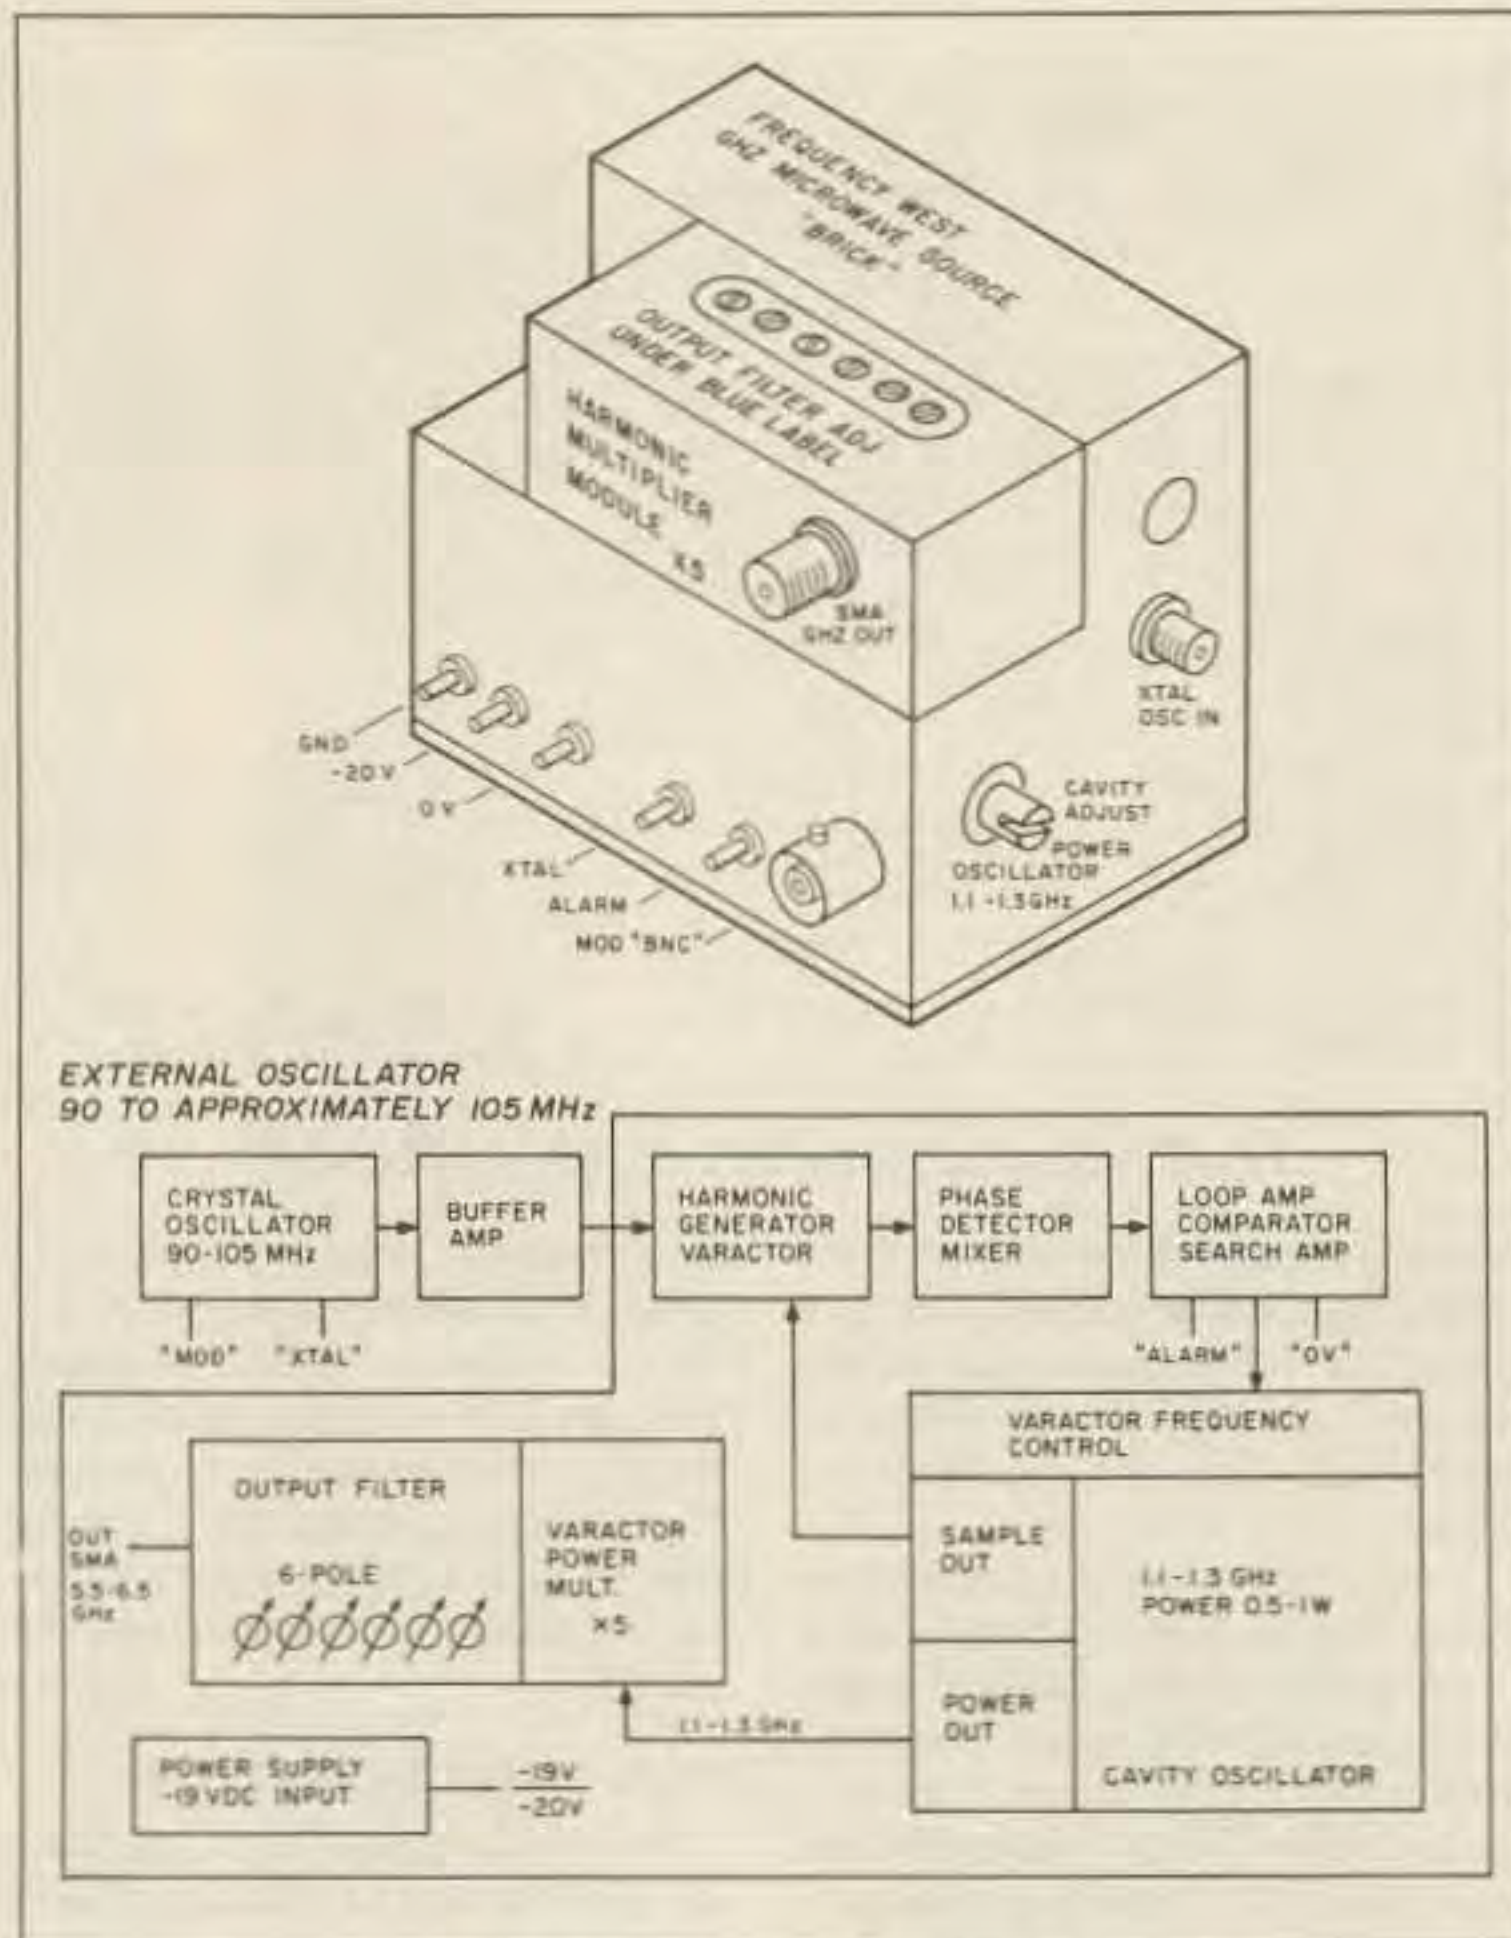 FREQUENCY WEST
GHZ MICROWAVE SOURCE
"BRICK"
OUTPUT FILTER ADJ
UNDER BLUE LABEL
HARMONIC
MULTIPLIER
MODULE X5
SMA
GHZ OUT
XTAL
OSC IN
GND
-20V
0V
XTAL
ALARM
MOD "BNC"
CAVITY
ADJUST
POWER
OSCILLATOR
1.1-1.3GHz
EXTERNAL OSCILLATOR
90 TO APPROXIMATELY 105 MHz
CRYSTAL
OSCILLATOR
90-105 MHz
BUFFER
AMP
HARMONIC
GENERATOR
VARACTOR
PHASE
DETECTOR
MIXER
LOOP AMP
COMPARATOR
SEARCH AMP
"MOD" "XTAL"
"ALARM" "0V"
VARACTOR FREQUENCY
CONTROL
OUTPUT FILTER
6-POLE
VARACTOR
POWER
MULT.
X5
OUT
SMA
5.5-6.5
GHz
SAMPLE
OUT
1.1-1.3 GHz
POWER 0.5-1W
POWER
OUT
1.1-1.3 GHz
CAVITY OSCILLATOR
POWER SUPPLY
-19 VDC INPUT
-19V
-20V